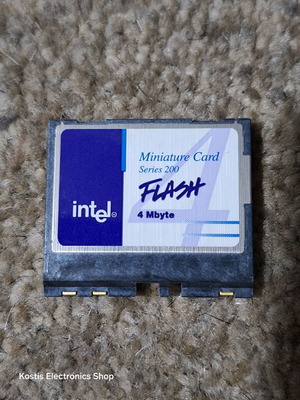 Miniature Card
Series 200
FLASH
intel®
4 Mbyte
4
Kostis Electronics Shop